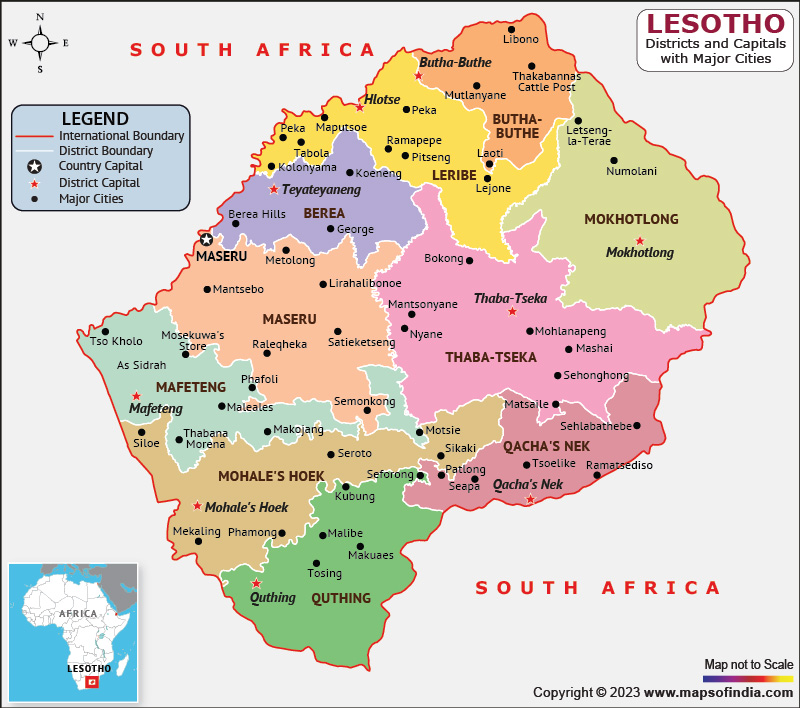 SOUTH AFRICA
LESOTHO
Districts and Capitals
with Major Cities
N
W
E
S
LEGEND
International Boundary
District Boundary
Country Capital
District Capital
Major Cities
Libono
Butha-Buthe
Thakabannas
Cattle Post
Mutlanyane
Hlotse
Peka
BUTHA-
BUTHE
Maputsoe
Peka
Tabola
Ramapepe
Pitseng
Letseng-
la-Terae
Laoti
Kolonyama
Koeneng
LERIBE
Lejone
Numolani
Teyateyaneng
Berea Hills
BEREA
George
MOKHOTLONG
Mokhotlong
MASERU
Metolong
Bokong
Mantsebo
Lirahalibonoe
Mantsonyane
Thaba-Tseka
MASERU
Nyane
Mohlanapeng
Tso Kholo
Mosekuwa's
Store
Raleqheka
Satieketseng
THABA-TSEKA
Mashai
As Sidrah
Phafoli
Sehonghong
MAFETENG
Mafeteng
Maleales
Semonkong
Matsaile
Siloe
Thabana
Morena
Makojang
Motsie
Sehlabathebe
Sikaki
QACHA'S NEK
Seroto
MOHALE'S HOEK
Seforong
Patlong
Tsoelike
Ramatsediso
Seapa
Qacha's Nek
Kubung
Mohale's Hoek
Mekaling
Phamong
Malibe
Makuaes
Tosing
Quthing
QUTHING
SOUTH AFRICA
AFRICA
LESOTHO
Map not to Scale
Copyright © 2023 www.mapsofindia.com